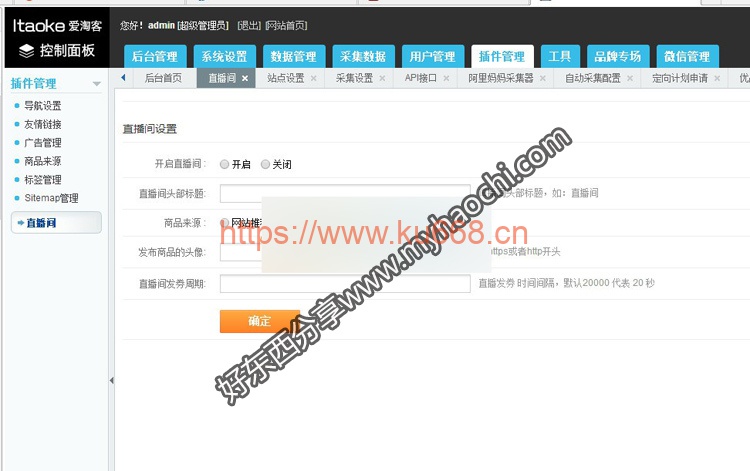 Itaoke 爱淘客
控制面板
您好！admin [超级管理员] [退出] [网站首页]
后台管理 系统设置 数据管理 采集数据 用户管理 插件管理 工具 品牌专场 微信管理
后台首页 直播间 × 站点设置 × 采集设置 × API接口 × 阿里妈妈采集器 × 自动采集配置 × 定向计划申请 ×
插件管理
导航设置
友情链接
广告管理
商品来源
标签管理
Sitemap管理
直播间
直播间设置
开启直播间： 开启 关闭
直播间头部标题： 头部标题，如：直播间
商品来源： 网站推
发布商品的头像： https或者http开头
直播间发券周期: 直播发券 时间间隔，默认20000 代表 20 秒
确定
https://www.ku668.cn
好东西分享www.myhaochi.com